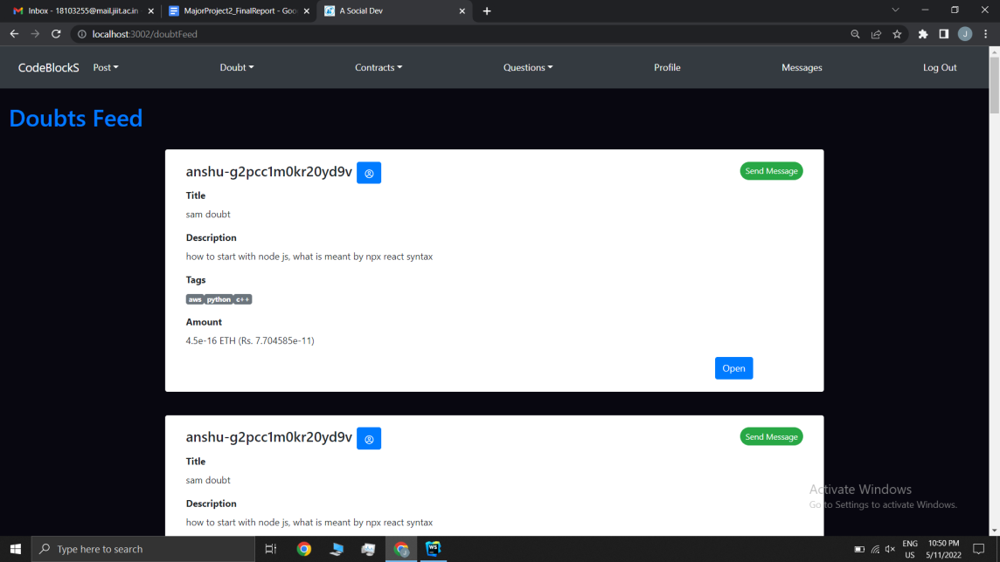 Inbox - 18103255@mail.jiit.ac.in
MajorProject2_FinalReport - Goo
A Social Dev
localhost:3002/doubtFeed
J
CodeBlockS Post Doubt Contracts Questions Profile Messages Log Out
Doubts Feed
anshu-g2pcc1m0kr20yd9v
Send Message
Title
sam doubt
Description
how to start with node js, what is meant by npx react syntax
Tags
aws python c++
Amount
4.5e-16 ETH (Rs. 7.704585e-11)
Open
anshu-g2pcc1m0kr20yd9v
Send Message
Title
sam doubt
Description
how to start with node js, what is meant by npx react syntax
Activate Windows
Go to Settings to activate Windows.
Type here to search
WS
ENG
US
10:50 PM
5/11/2022